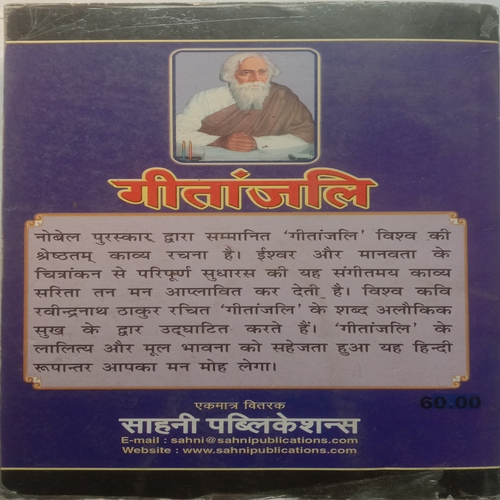 गीतांजलि
नोबेल पुरस्कार द्वारा सम्मानित 'गीतांजलि' विश्व की
श्रेष्ठतम् काव्य रचना है। ईश्वर और मानवता के
चित्रांकन से परिपूर्ण सुधारस की यह संगीतमय काव्य
सरिता तन मन आप्लावित कर देती है। विश्व कवि
रवीन्द्रनाथ ठाकुर रचित 'गीतांजलि' के शब्द अलौकिक
सुख के द्वार उद्घाटित करते हैं। 'गीतांजलि' के
लालित्य और मूल भावना को सहेजता हुआ यह हिन्दी
रूपान्तर आपका मन मोह लेगा।
60.00
एकमात्र वितरक
साहनी पब्लिकेशन्स
E-mail : sahni@sahnipublications.com
Website : www.sahnipublications.com